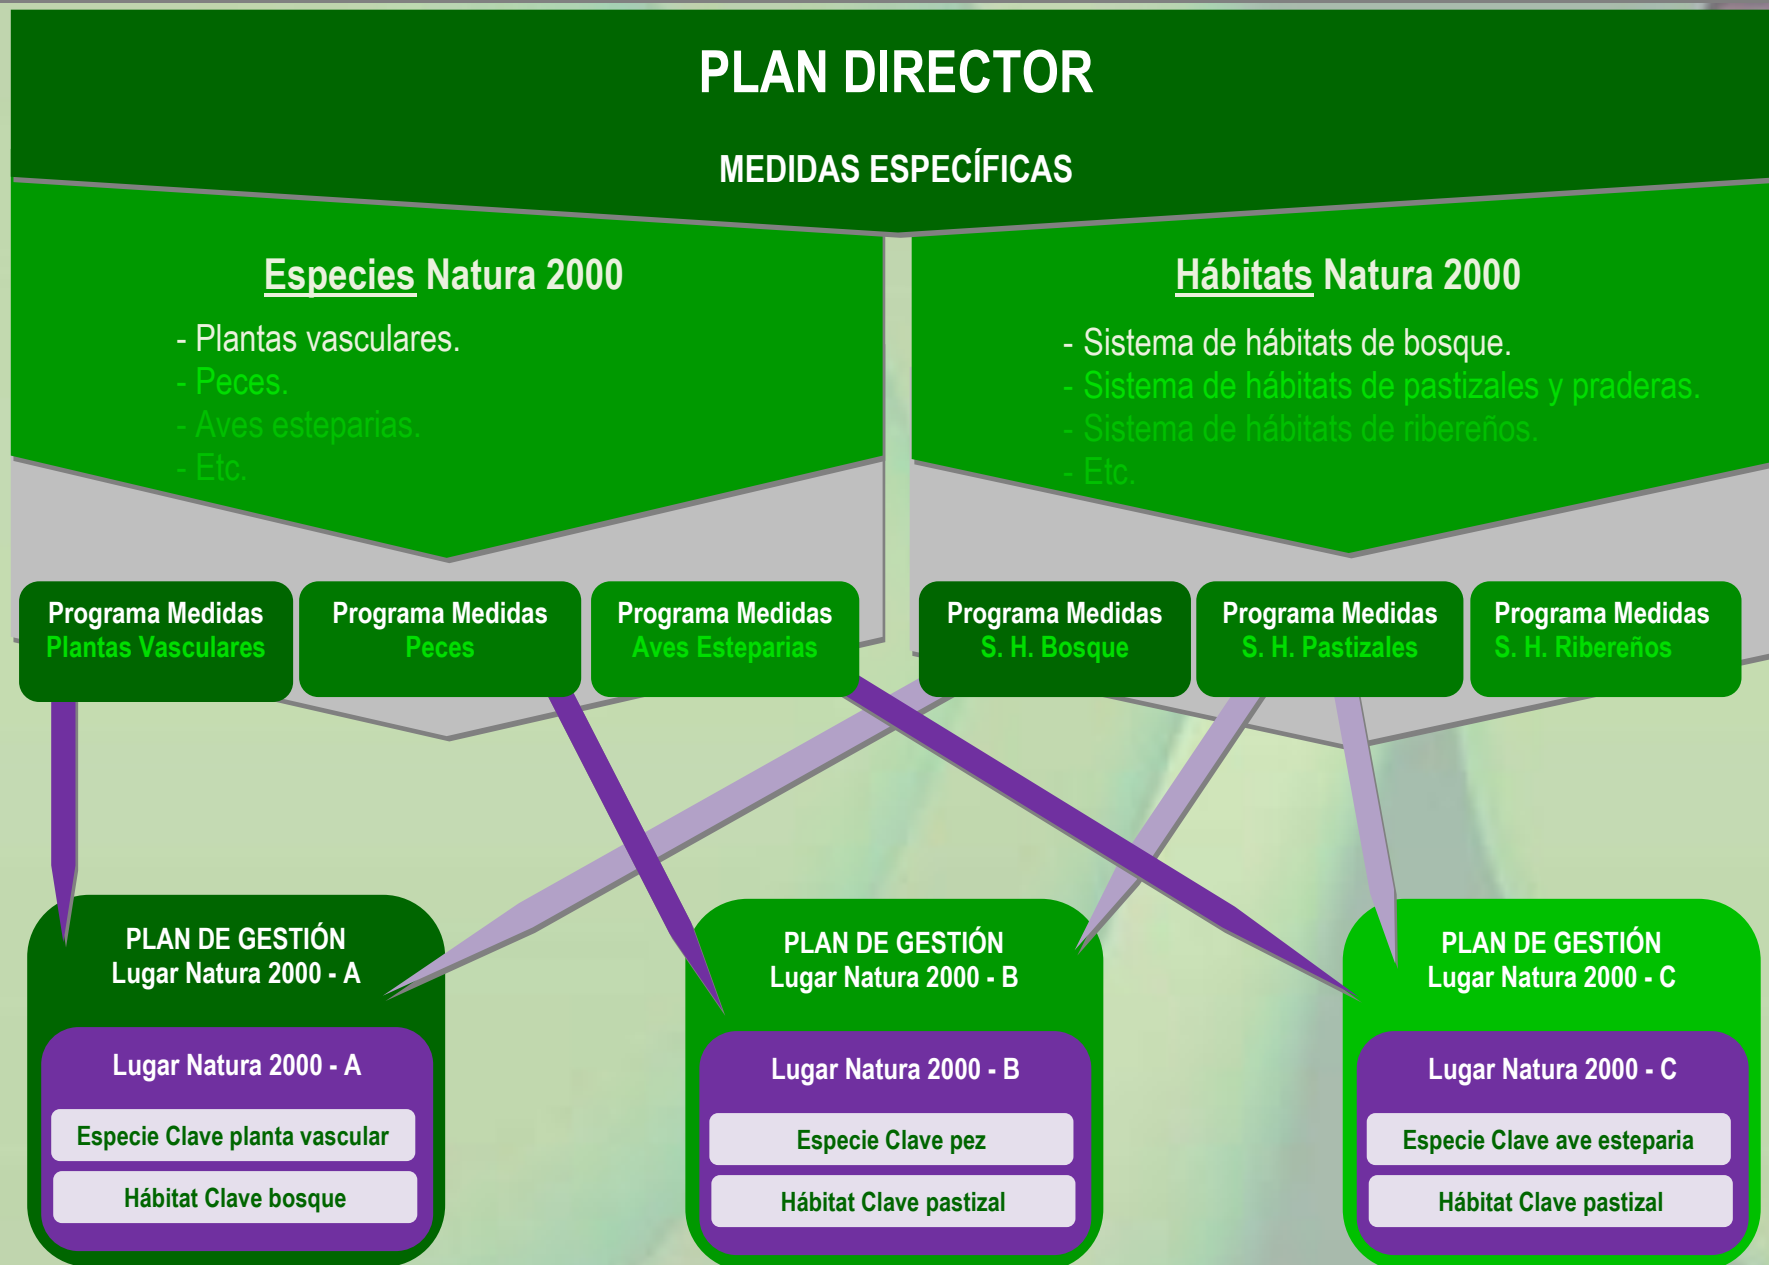 PLAN DIRECTOR
MEDIDAS ESPECÍFICAS
Especies Natura 2000
- Plantas vasculares.
- Peces.
- Aves esteparias.
- Etc.
Hábitats Natura 2000
- Sistema de hábitats de bosque.
- Sistema de hábitats de pastizales y praderas.
- Sistema de hábitats de ribereños.
- Etc.
Programa Medidas
Plantas Vasculares
Programa Medidas
Peces
Programa Medidas
Aves Esteparias
Programa Medidas
S. H. Bosque
Programa Medidas
S. H. Pastizales
Programa Medidas
S. H. Ribereños
PLAN DE GESTIÓN
Lugar Natura 2000 - A
Lugar Natura 2000 - A
Especie Clave planta vascular
Hábitat Clave bosque
PLAN DE GESTIÓN
Lugar Natura 2000 - B
Lugar Natura 2000 - B
Especie Clave pez
Hábitat Clave pastizal
PLAN DE GESTIÓN
Lugar Natura 2000 - C
Lugar Natura 2000 - C
Especie Clave ave esteparia
Hábitat Clave pastizal